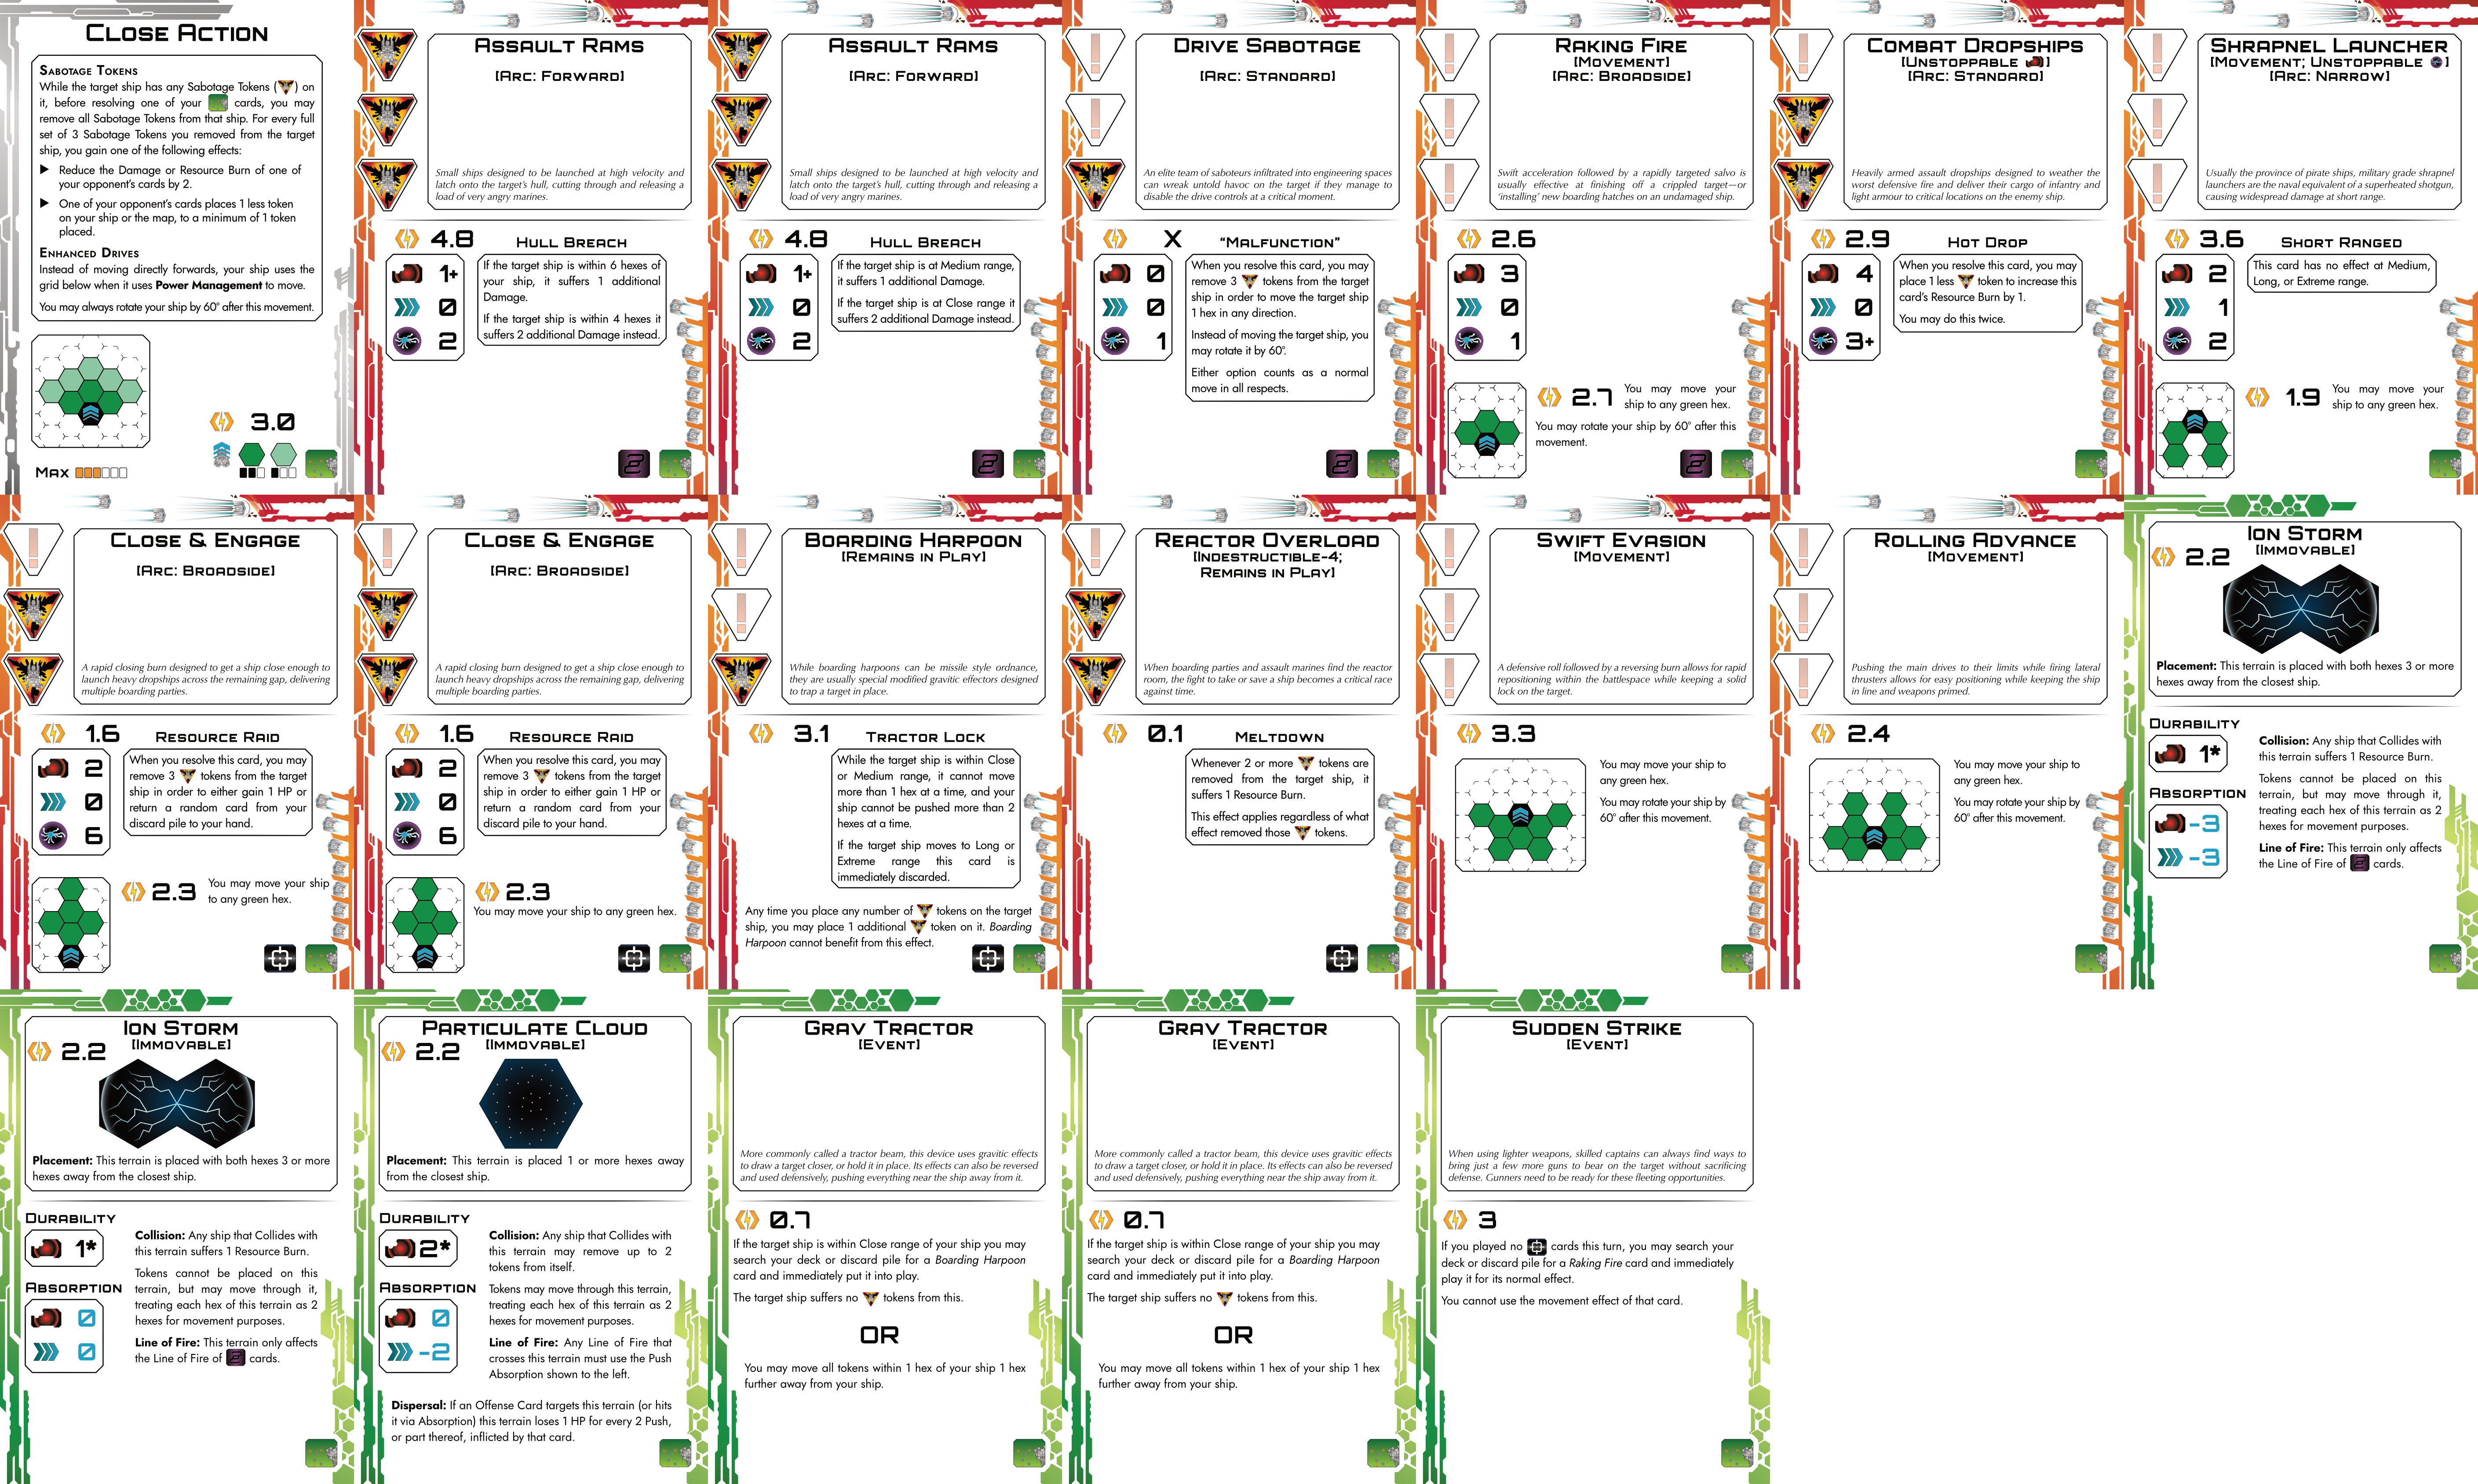 CLOSE ACTION
SABOTAGE TOKENS
While the target ship has any Sabotage Tokens ( ) on
it, before resolving one of your cards, you may
remove all Sabotage Tokens from that ship. For every full
set of 3 Sabotage Tokens you removed from the target
ship, you gain one of the following effects:
Reduce the Damage or Resource Burn of one of
your opponent's cards by 2.
One of your opponent's cards places 1 less token
on your ship or the map, to a minimum of 1 token
placed.
ENHANCED DRIVES
Instead of moving directly forwards, your ship uses the
grid below when it uses Power Management to move.
You may always rotate your ship by 60° after this movement.
3.0
MAX
ASSAULT RAMS
[ARC: FORWARD]
Small ships designed to be launched at high velocity and
latch onto the target's hull, cutting through and releasing a
load of very angry marines.
4.8
HULL BREACH
1+
0
2
If the target ship is within 6 hexes of
your ship, it suffers 1 additional
Damage.
If the target ship is within 4 hexes it
suffers 2 additional Damage instead.
2
ASSAULT RAMS
[ARC: FORWARD]
Small ships designed to be launched at high velocity and
latch onto the target's hull, cutting through and releasing a
load of very angry marines.
4.8
HULL BREACH
1+
0
2
If the target ship is at Medium range,
it suffers 1 additional Damage.
If the target ship is at Close range it
suffers 2 additional Damage instead.
2
DRIVE SABOTAGE
[ARC: STANDARD]
An elite team of saboteurs infiltrated into engineering spaces
can wreak untold havoc on the target if they manage to
disable the drive controls at a critical moment.
X
"MALFUNCTION"
0
0
1
When you resolve this card, you may
remove 3 tokens from the target
ship in order to move the target ship
1 hex in any direction.
Instead of moving the target ship, you
may rotate it by 60°.
Either option counts as a normal
move in all respects.
2
RAKING FIRE
[MOVEMENT]
[ARC: BROADSIDE]
Swift acceleration followed by a rapidly targeted salvo is
usually effective at finishing off a crippled target—or
'installing' new boarding hatches on an undamaged ship.
2.6
3
0
1
2.7
You may move your
ship to any green hex.
You may rotate your ship by 60° after this
movement.
2
COMBAT DROPSHIPS
[UNSTOPPABLE ]
[ARC: STANDARD]
Heavily armed assault dropships designed to weather the
worst defensive fire and deliver their cargo of infantry and
light armour to critical locations on the enemy ship.
2.9
HOT DROP
4
0
3+
When you resolve this card, you may
place 1 less token to increase this
card's Resource Burn by 1.
You may do this twice.
SHRAPNEL LAUNCHER
[MOVEMENT; UNSTOPPABLE ]
[ARC: NARROW]
Usually the province of pirate ships, military grade shrapnel
launchers are the naval equivalent of a superheated shotgun,
causing widespread damage at short range.
3.6
SHORT RANGED
2
1
2
This card has no effect at Medium,
Long, or Extreme range.
1.9
You may move your
ship to any green hex.
CLOSE & ENGAGE
[ARC: BROADSIDE]
A rapid closing burn designed to get a ship close enough to
launch heavy dropships across the remaining gap, delivering
multiple boarding parties.
1.6
RESOURCE RAID
2
0
6
When you resolve this card, you may
remove 3 tokens from the target
ship in order to either gain 1 HP or
return a random card from your
discard pile to your hand.
2.3
You may move your ship
to any green hex.
CLOSE & ENGAGE
[ARC: BROADSIDE]
A rapid closing burn designed to get a ship close enough to
launch heavy dropships across the remaining gap, delivering
multiple boarding parties.
1.6
RESOURCE RAID
2
0
6
When you resolve this card, you may
remove 3 tokens from the target
ship in order to either gain 1 HP or
return a random card from your
discard pile to your hand.
2.3
You may move your ship to any green hex.
BOARDING HARPOON
[REMAINS IN PLAY]
While boarding harpoons can be missile style ordnance,
they are usually special modified gravitic effectors designed
to trap a target in place.
3.1
TRACTOR LOCK
While the target ship is within Close
or Medium range, it cannot move
more than 1 hex at a time, and your
ship cannot be pushed more than 2
hexes at a time.
If the target ship moves to Long or
Extreme range this card is
immediately discarded.
Any time you place any number of tokens on the target
ship, you may place 1 additional token on it. Boarding
Harpoon cannot benefit from this effect.
REACTOR OVERLOAD
[INDESTRUCTIBLE-4;
REMAINS IN PLAY]
When boarding parties and assault marines find the reactor
room, the fight to take or save a ship becomes a critical race
against time.
0.1
MELTDOWN
Whenever 2 or more tokens are
removed from the target ship, it
suffers 1 Resource Burn.
This effect applies regardless of what
effect removed those tokens.
SWIFT EVASION
[MOVEMENT]
A defensive roll followed by a reversing burn allows for rapid
repositioning within the battlespace while keeping a solid
lock on the target.
3.3
You may move your ship to
any green hex.
You may rotate your ship by
60° after this movement.
ROLLING ADVANCE
[MOVEMENT]
Pushing the main drives to their limits while firing lateral
thrusters allows for easy positioning while keeping the ship
in line and weapons primed.
2.4
You may move your ship to
any green hex.
You may rotate your ship by
60° after this movement.
ION STORM
[IMMOVABLE]
2.2
Placement: This terrain is placed with both hexes 3 or more
hexes away from the closest ship.
DURABILITY
1*
ABSORPTION
-3
-3
Collision: Any ship that Collides with
this terrain suffers 1 Resource Burn.
Tokens cannot be placed on this
terrain, but may move through it,
treating each hex of this terrain as 2
hexes for movement purposes.
Line of Fire: This terrain only affects
the Line of Fire of 2 cards.
ION STORM
[IMMOVABLE]
2.2
Placement: This terrain is placed with both hexes 3 or more
hexes away from the closest ship.
DURABILITY
1*
ABSORPTION
0
0
Collision: Any ship that Collides with
this terrain suffers 1 Resource Burn.
Tokens cannot be placed on this
terrain, but may move through it,
treating each hex of this terrain as 2
hexes for movement purposes.
Line of Fire: This terrain only affects
the Line of Fire of 2 cards.
PARTICULATE CLOUD
[IMMOVABLE]
2.2
Placement: This terrain is placed 1 or more hexes away
from the closest ship.
DURABILITY
2*
ABSORPTION
0
-2
Collision: Any ship that Collides with
this terrain may remove up to 2
tokens from itself.
Tokens may move through this terrain,
treating each hex of this terrain as 2
hexes for movement purposes.
Line of Fire: Any Line of Fire that
crosses this terrain must use the Push
Absorption shown to the left.
Dispersal: If an Offense Card targets this terrain (or hits
it via Absorption) this terrain loses 1 HP for every 2 Push,
or part thereof, inflicted by that card.
GRAV TRACTOR
[EVENT]
More commonly called a tractor beam, this device uses gravitic effects
to draw a target closer, or hold it in place. Its effects can also be reversed
and used defensively, pushing everything near the ship away from it.
0.7
If the target ship is within Close range of your ship you may
search your deck or discard pile for a Boarding Harpoon
card and immediately put it into play.
The target ship suffers no tokens from this.
OR
You may move all tokens within 1 hex of your ship 1 hex
further away from your ship.
GRAV TRACTOR
[EVENT]
More commonly called a tractor beam, this device uses gravitic effects
to draw a target closer, or hold it in place. Its effects can also be reversed
and used defensively, pushing everything near the ship away from it.
0.7
If the target ship is within Close range of your ship you may
search your deck or discard pile for a Boarding Harpoon
card and immediately put it into play.
The target ship suffers no tokens from this.
OR
You may move all tokens within 1 hex of your ship 1 hex
further away from your ship.
SUDDEN STRIKE
[EVENT]
When using lighter weapons, skilled captains can always find ways to
bring just a few more guns to bear on the target without sacrificing
defense. Gunners need to be ready for these fleeting opportunities.
3
If you played no cards this turn, you may search your
deck or discard pile for a Raking Fire card and immediately
play it for its normal effect.
You cannot use the movement effect of that card.